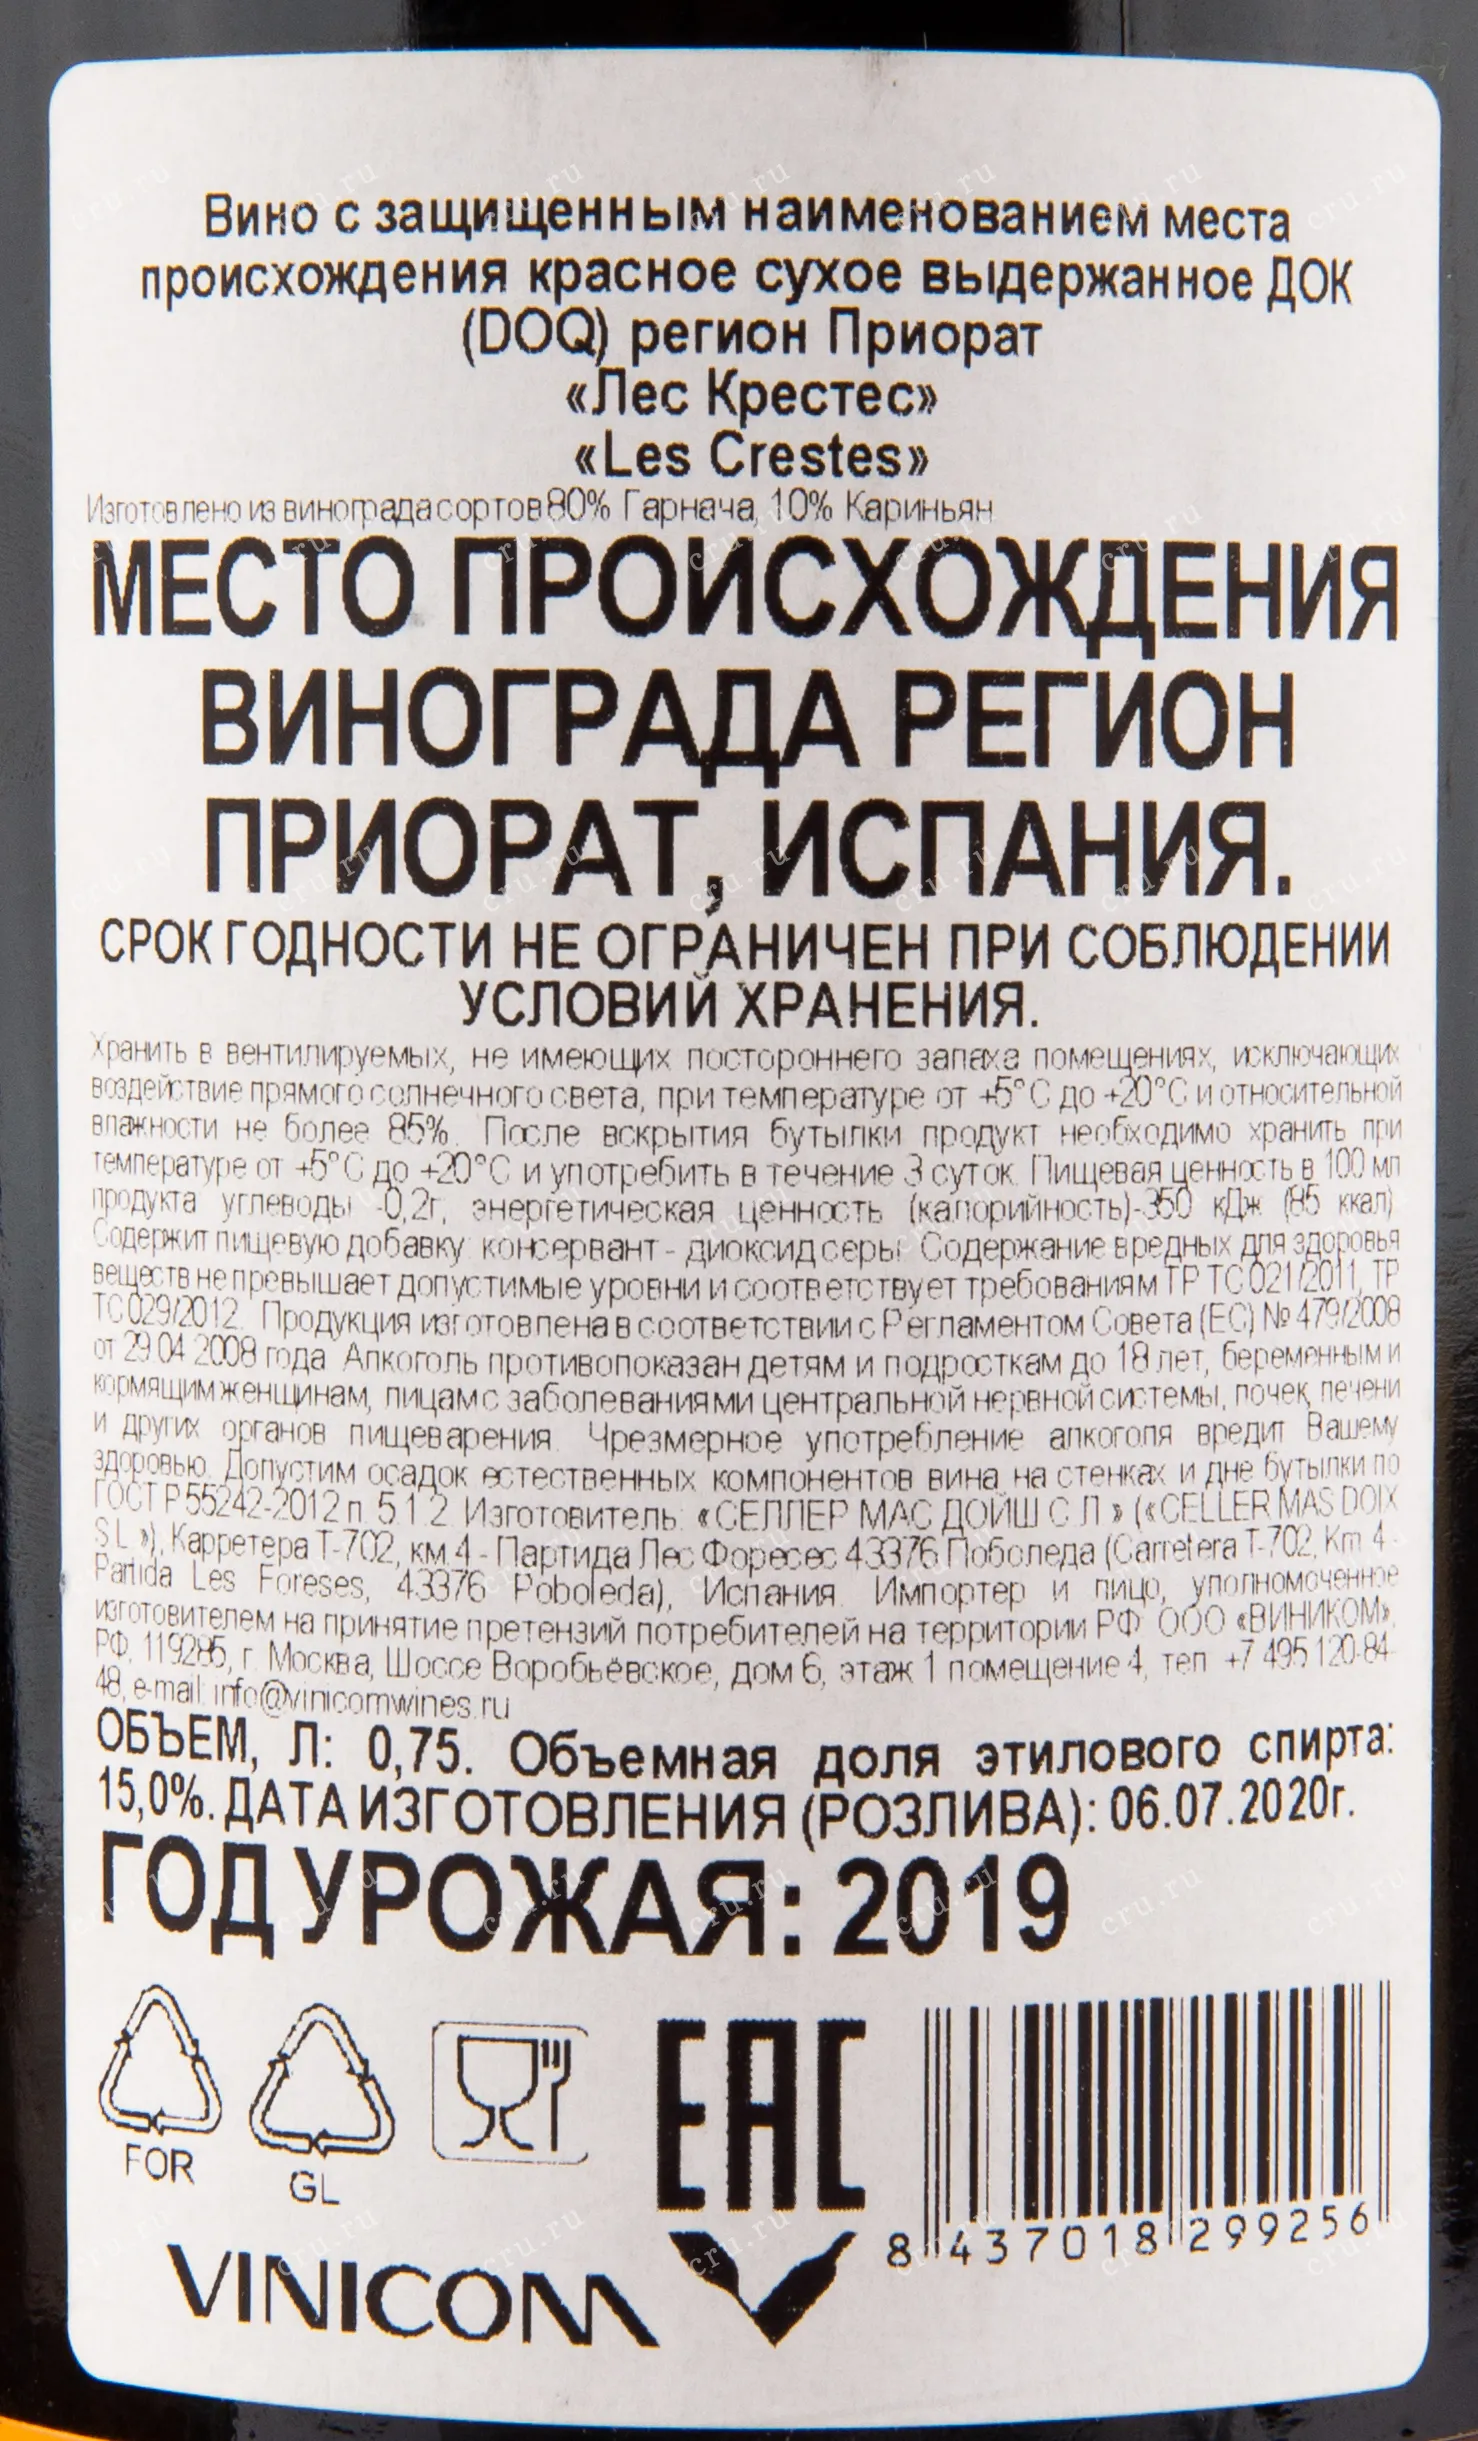 Вино с защищенным наименованием места
происхождения красное сухое выдержанное ДОК
(DOQ) регион Приорат
«Лес Крестес»
«Les Crestes»
Изготовлено из винограда сортов 80% Гарнача, 10% Кариньян
МЕСТО ПРОИСХОЖДЕНИЯ
ВИНОГРАДА РЕГИОН
ПРИОРАТ, ИСПАНИЯ.
СРОК ГОДНОСТИ НЕ ОГРАНИЧЕН ПРИ СОБЛЮДЕНИИ
УСЛОВИЙ ХРАНЕНИЯ.
Хранить в вентилируемых, не имеющих постороннего запаха помещениях, исключающих
воздействие прямого солнечного света, при температуре от +5°С до +20°С и относительной
влажности не более 85%. После вскрытия бутылки продукт необходимо хранить при
температуре от +5°С до +20°С и употребить в течение 3 суток. Пищевая ценность в 100 мл
продукта углеводы -0,2г, энергетическая ценность (калорийность)-350 кДж (85 ккал).
Содержит пищевую добавку: консервант - диоксид серы. Содержание вредных для здоровья
веществ не превышает допустимые уровни и соответствует требованиям ТР ТС 021/2011, ТР
ТС 029/2012. Продукция изготовлена в соответствии с Регламентом Совета (ЕС) № 479/2008
от 29.04.2008 года. Алкоголь противопоказан детям и подросткам до 18 лет, беременным и
кормящим женщинам, лицам с заболеваниями центральной нервной системы, почек, печени
и других органов пищеварения. Чрезмерное употребление алкоголя вредит Вашему
здоровью. Допустим осадок естественных компонентов вина на стенках и дне бутылки по
ГОСТ Р 55242-2012 п. 5.1.2. Изготовитель: «СЕЛЛЕР МАС ДОЙШ С.Л.» («CELLER MAS DOIX
S.L.»), Карретера Т-702, км.4 - Партида Лес Форесес 43376 Поболеда (Carretera T-702, Km 4 -
Partida Les Foreses, 43376 Poboleda), Испания. Импортер и лицо, уполномоченное
изготовителем на принятие претензий потребителей на территории РФ: ООО «ВИНИКОМ»,
РФ, 119285, г. Москва, Шоссе Воробьёвское, дом 6, этаж 1 помещение 4, тел. +7 495 120-84-
48, e-mail: info@vinicomwines.ru
ОБЪЕМ, Л: 0,75. Объемная доля этилового спирта:
15,0%. ДАТА ИЗГОТОВЛЕНИЯ (РОЗЛИВА): 06.07.2020г.
ГОД УРОЖАЯ: 2019
FOR
GL
EAC
8 437018 299256
VINICOM